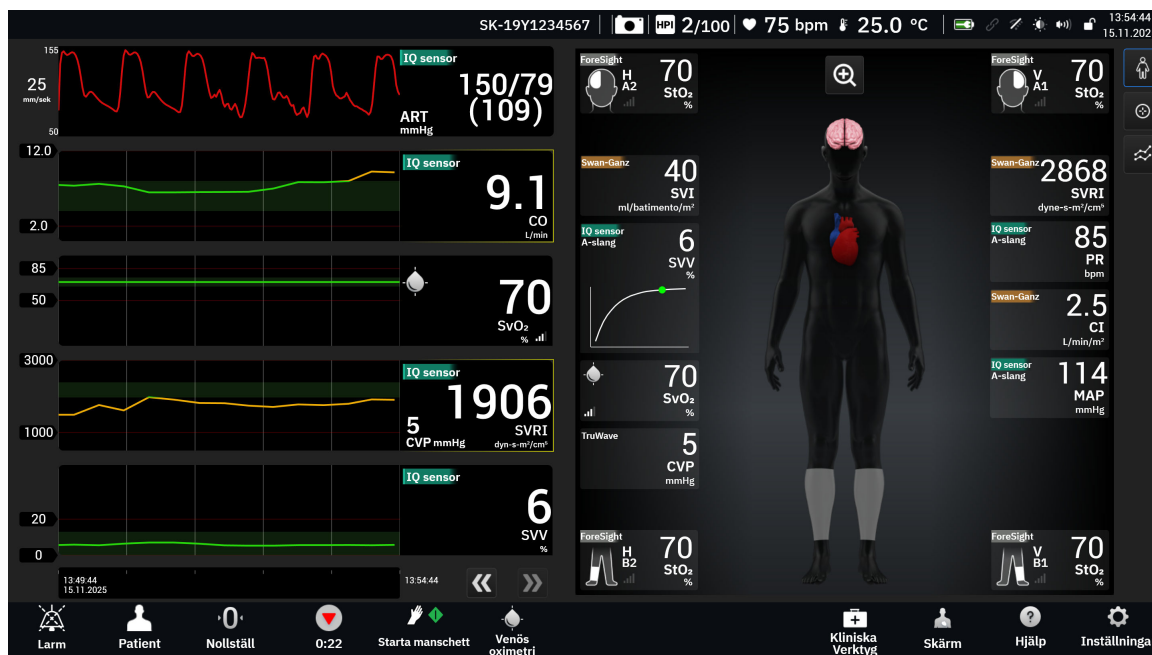 SK-19Y1234567
HPI 2/100
75 bpm
25.0 °C
13:54:44
15.11.202
155
25
mm/sek
50
IQ sensor
150/79
(109)
ART
mmHg
12.0
2.0
IQ sensor
9.1
CO
L/min
85
50
70
SvO₂
%
3000
1000
IQ sensor
1906
SVRI
dyn-s-m²/cm⁵
5
CVP mmHg
20
0
IQ sensor
6
SVV
%
13:49:44
15.11.2025
13:54:44
ForeSight
H
A2
70
StO₂
%
ForeSight
V
A1
70
StO₂
%
Swan-Ganz
40
SVI
ml/batimento/m²
Swan-Ganz
2868
SVRI
dyne-s-m²/cm⁵
IQ sensor
A-slang
6
SVV
%
IQ sensor
A-slang
85
PR
bpm
Swan-Ganz
2.5
CI
L/min/m²
70
SvO₂
%
IQ sensor
A-slang
114
MAP
mmHg
TruWave
5
CVP
mmHg
ForeSight
H
B2
70
StO₂
%
ForeSight
V
B1
70
StO₂
%
Larm
Patient
0
Nollställ
0:22
Starta manschett
Venös
oximetri
Kliniska
Verktyg
Skärm
?
Hjälp
Inställninga